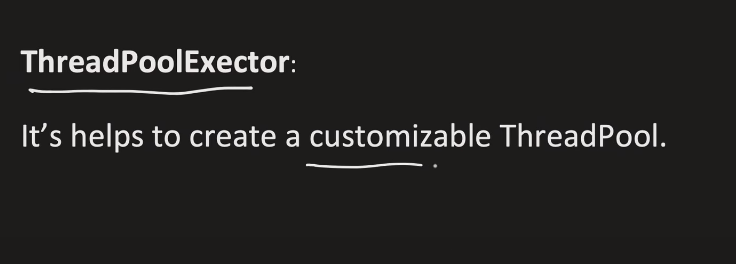 ThreadPoolExector:
It's helps to create a customizable ThreadPool.